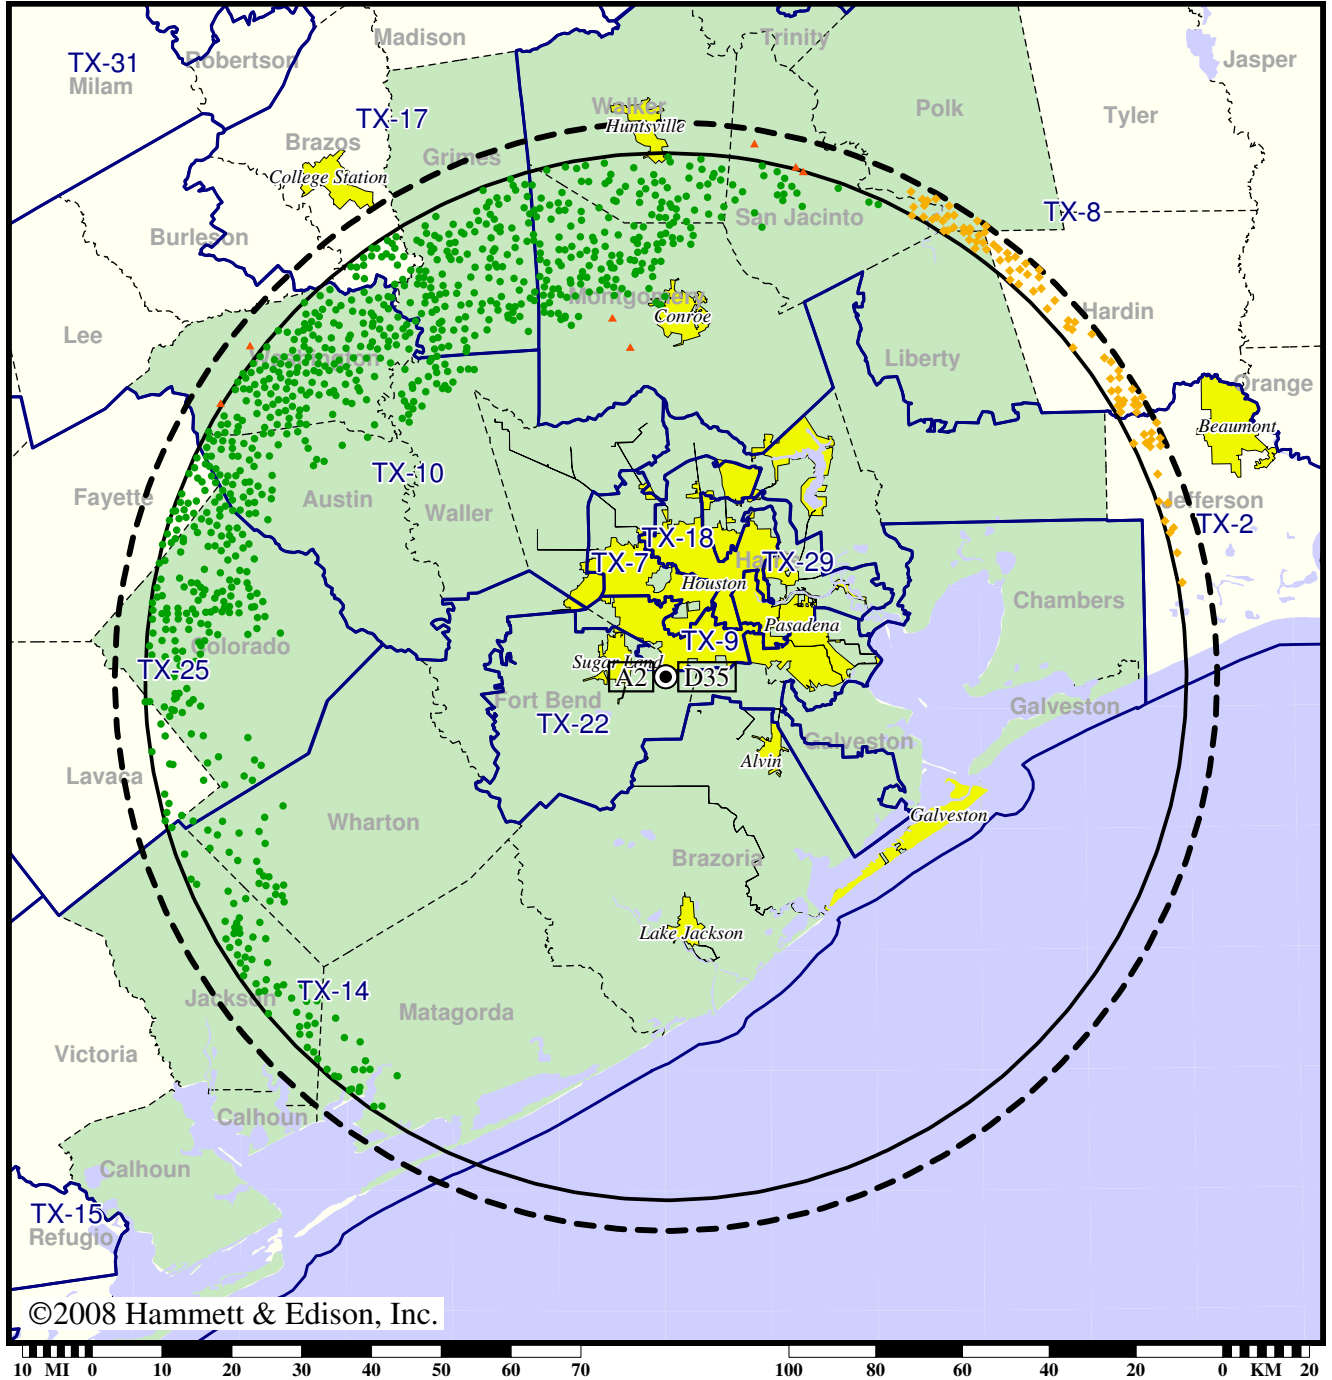 Madison
Trinity
TX-31
Robertson
Jasper
Milam
Walker
Polk
Tyler
TX-17
Huntsville
Brazos
Grimes
College Station
TX-8
San Jacinto
Burleson
Montgomery
Conroe
Hardin
Lee
Washington
Liberty
Orange
Beaumont
TX-10
Fayette
Austin
Waller
Jefferson
TX-2
TX-18
TX-7
Harris
TX-29
Houston
Chambers
Pasadena
Colorado
TX-9
TX-25
Sugar Land
A2
D35
Fort Bend
Galveston
TX-22
Galveston
Alvin
Lavaca
Galveston
Wharton
Brazoria
Lake Jackson
Jackson
TX-14
Matagorda
Victoria
Calhoun
Calhoun
TX-15
Refugio
©2008 Hammett & Edison, Inc.
10 MI 0 10 20 30 40 50 60 70 100 80 60 40 20 0 KM 20